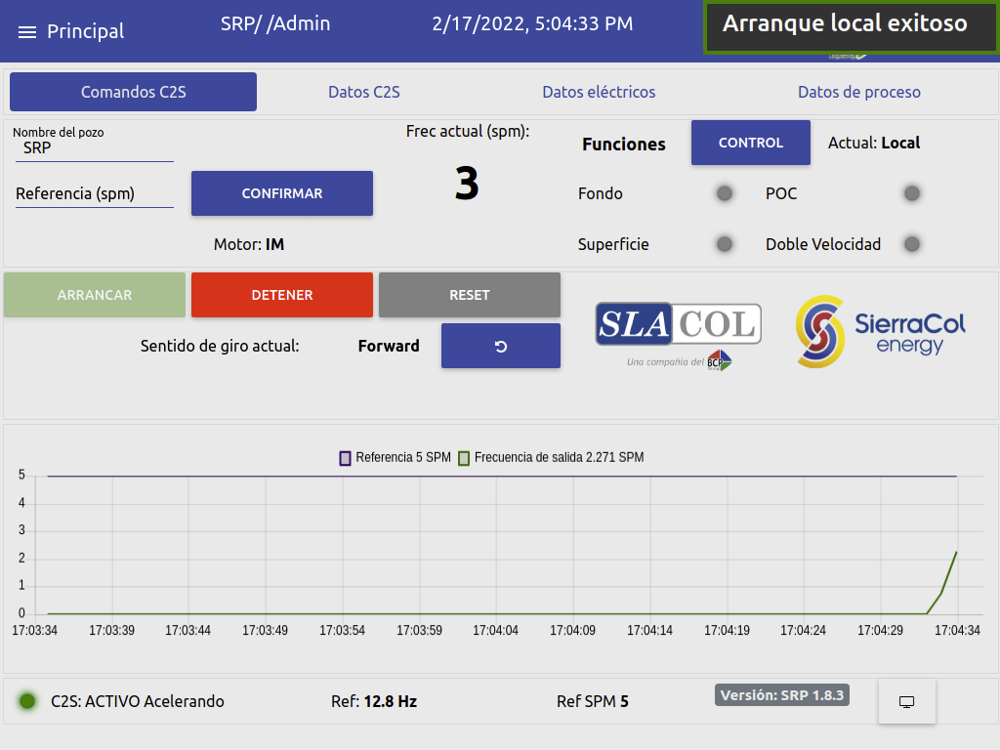 Principal
SRP/ /Admin
2/17/2022, 5:04:33 PM
Arranque local exitoso
Comandos C2S
Datos C2S
Datos eléctricos
Datos de proceso
Nombre del pozo
SRP
Frec actual (spm):
Funciones
CONTROL
Actual: Local
Referencia (spm)
CONFIRMAR
3
Fondo
POC
Motor: IM
Superficie
Doble Velocidad
ARRANCAR
DETENER
RESET
Sentido de giro actual:
Forward
SLACOL
Una compañia del BCP
SierraCol
energy
Referencia 5 SPM
Frecuencia de salida 2.271 SPM
5
4
3
2
1
0
17:03:34 17:03:39 17:03:44 17:03:49 17:03:54 17:03:59 17:04:04 17:04:09 17:04:14 17:04:19 17:04:24 17:04:29 17:04:34
C2S: ACTIVO Acelerando
Ref: 12.8 Hz
Ref SPM 5
Versión: SRP 1.8.3